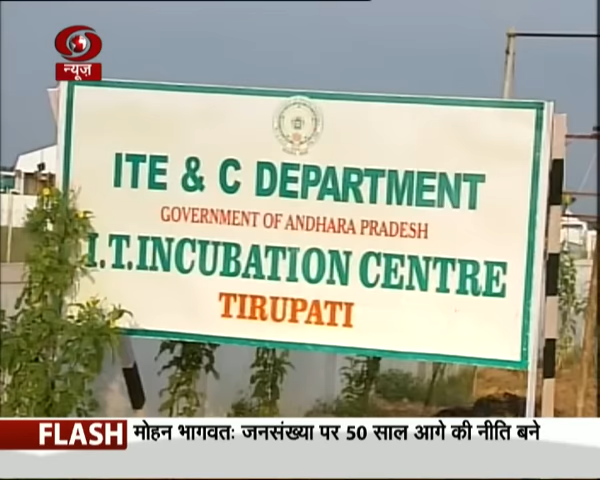 न्यूज़
ITE & C DEPARTMENT
GOVERNMENT OF ANDHARA PRADESH
I.T.INCUBATION CENTRE
TIRUPATI
FLASH मोहन भागवतः जनसंख्या पर 50 साल आगे की नीति बने